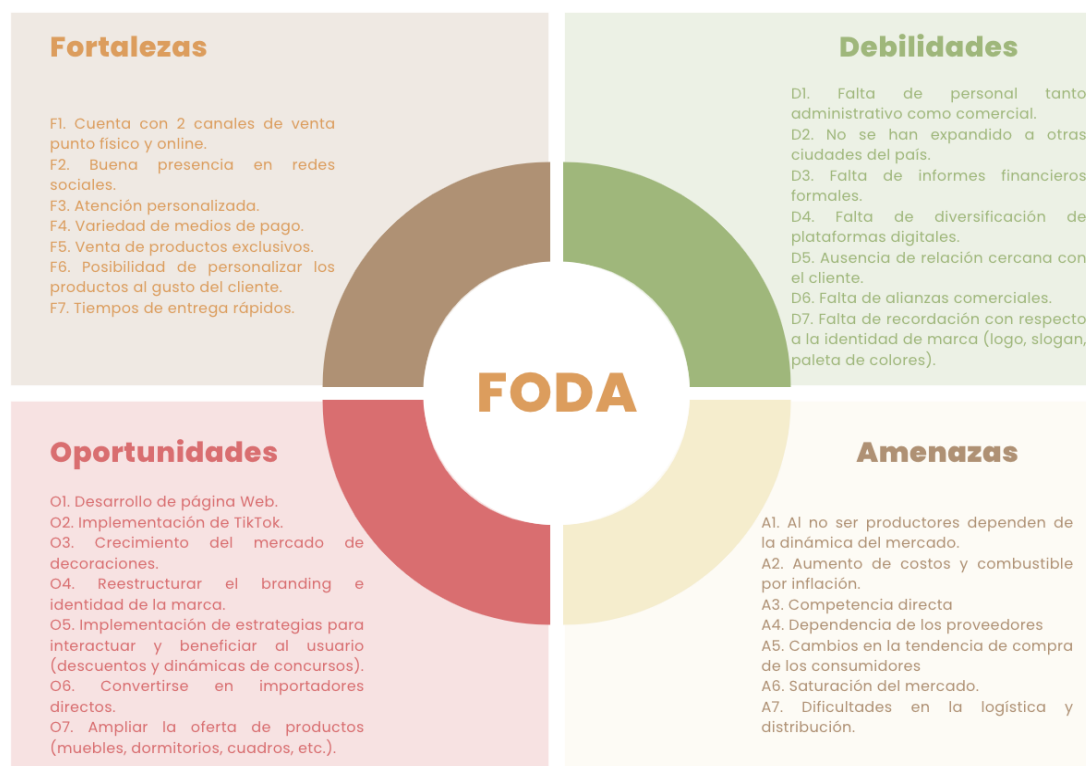 Fortalezas
F1. Cuenta con 2 canales de venta
punto físico y online.
F2. Buena presencia en redes
sociales.
F3. Atención personalizada.
F4. Variedad de medios de pago.
F5. Venta de productos exclusivos.
F6. Posibilidad de personalizar los
productos al gusto del cliente.
F7. Tiempos de entrega rápidos.
Debilidades
D1. Falta de personal tanto
administrativo como comercial.
D2. No se han expandido a otras
ciudades del país.
D3. Falta de informes financieros
formales.
D4. Falta de diversificación de
plataformas digitales.
D5. Ausencia de relación cercana con
el cliente.
D6. Falta de alianzas comerciales.
D7. Falta de recordación con respecto
a la identidad de marca (logo, slogan,
paleta de colores).
FODA
Oportunidades
O1. Desarrollo de página Web.
O2. Implementación de TikTok.
O3. Crecimiento del mercado de
decoraciones.
O4. Reestructurar el branding e
identidad de la marca.
O5. Implementación de estrategias para
interactuar y beneficiar al usuario
(descuentos y dinámicas de concursos).
O6. Convertirse en importadores
directos.
O7. Ampliar la oferta de productos
(muebles, dormitorios, cuadros, etc.).
Amenazas
A1. Al no ser productores dependen de
la dinámica del mercado.
A2. Aumento de costos y combustible
por inflación.
A3. Competencia directa
A4. Dependencia de los proveedores
A5. Cambios en la tendencia de compra
de los consumidores
A6. Saturación del mercado.
A7. Dificultades en la logística y
distribución.